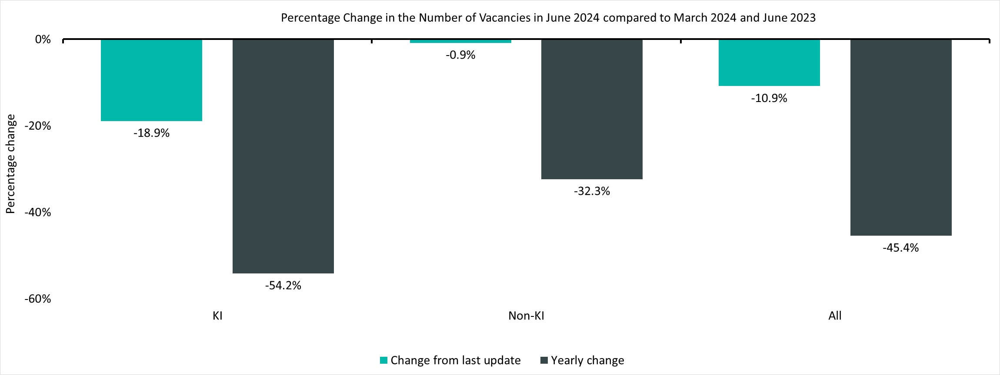 Percentage Change in the Number of Vacancies in June 2024 compared to March 2024 and June 2023
Percentage change
0%
-20%
-40%
-60%
-18.9%
-54.2%
-0.9%
-32.3%
-10.9%
-45.4%
KI
Non-KI
All
Change from last update
Yearly change